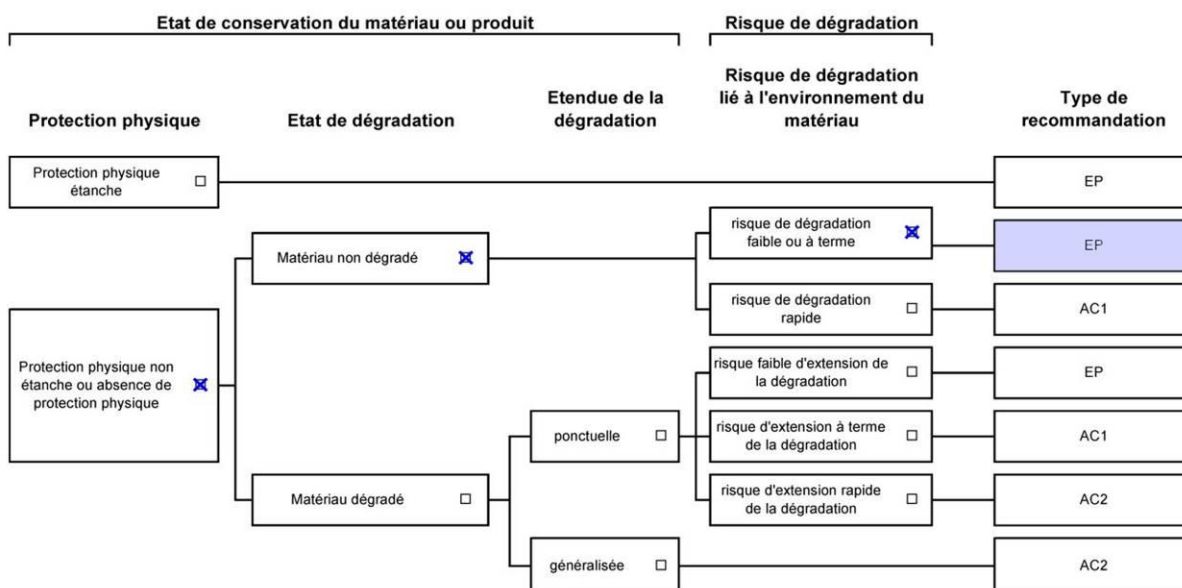 Etat de conservation du matériau ou produit
Risque de dégradation
Protection physique
Etat de dégradation
Etendue de la
dégradation
Risque de dégradation
lié à l'environnement du
matériau
Type de
recommandation
Protection physique
étanche
EP
risque de dégradation
faible ou à terme
EP
Matériau non dégradé
risque de dégradation
rapide
AC1
Protection physique non
étanche ou absence de
protection physique
risque faible d'extension de
la dégradation
EP
ponctuelle
risque d'extension à terme
de la dégradation
AC1
Matériau dégradé
risque d'extension rapide
de la dégradation
AC2
généralisée
AC2